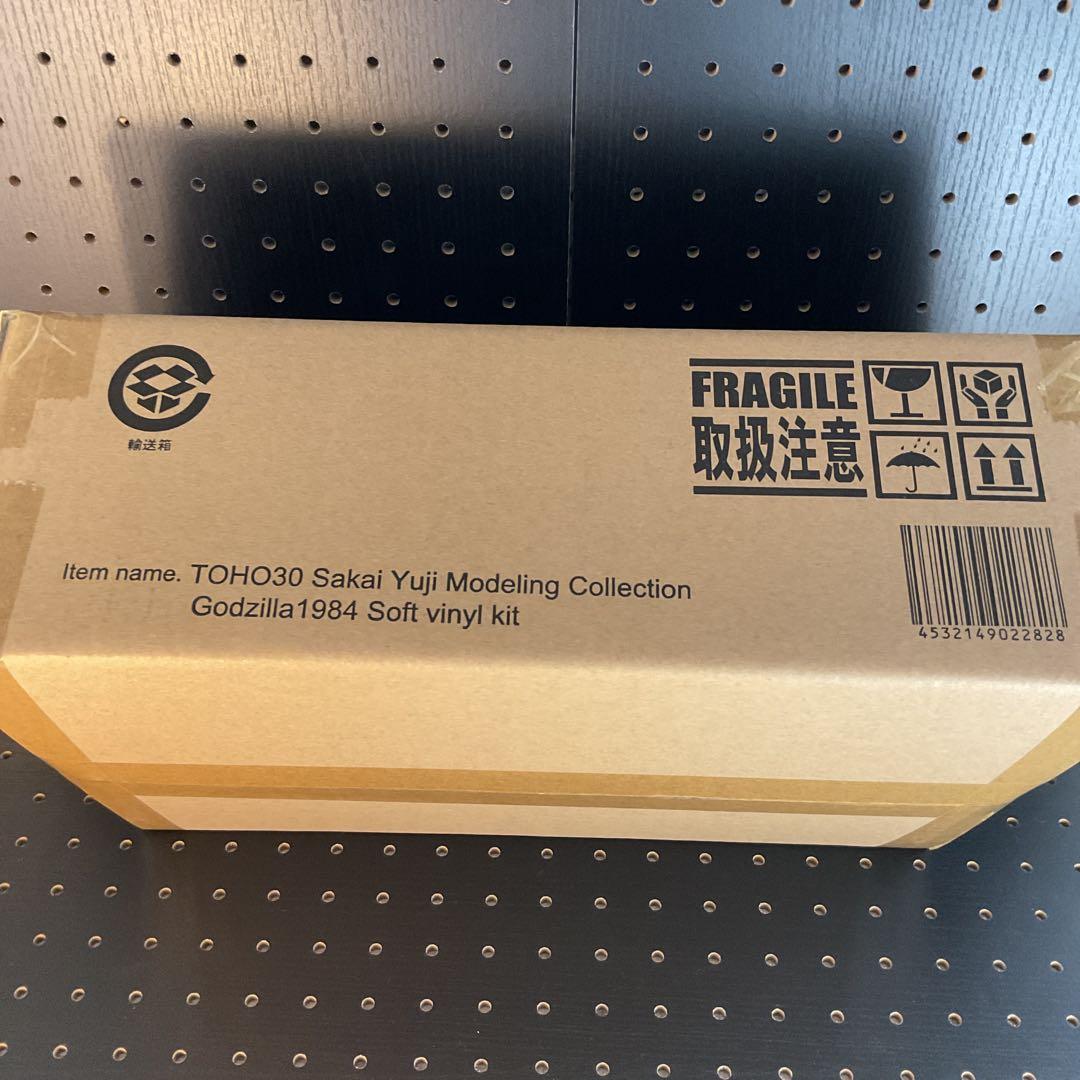 輸送箱
FRAGILE
取扱注意
Item name. TOHO30 Sakai Yuji Modeling Collection
Godzilla1984 Soft vinyl kit
4532149022828